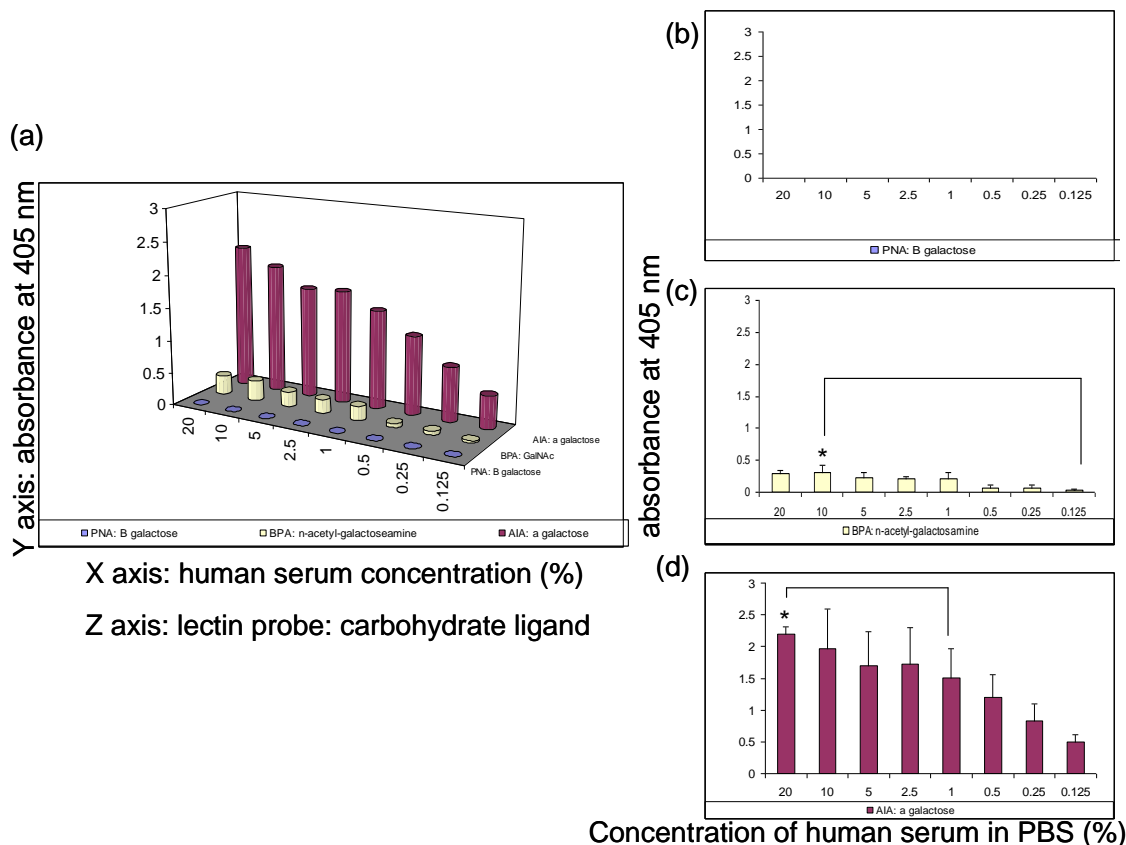 (a)
Y axis: absorbance at 405 nm
3
2.5
2
1.5
1
0.5
0
20
10
5
2.5
1
0.5
0.25
0.125
AIA: a galactose
BPA: GalNAc
PNA: B galactose
PNA: B galactose BPA: n-acetyl-galactoseamine AIA: a galactose
X axis: human serum concentration (%)
Z axis: lectin probe: carbohydrate ligand
(b)
3
2.5
2
1.5
1
0.5
0
20 10 5 2.5 1 0.5 0.25 0.125
PNA: B galactose
absorbance at 405 nm
(c)
3
2.5
2
1.5
1
0.5
0
*
20 10 5 2.5 1 0.5 0.25 0.125
BPA: n-acetyl-galactosamine
(d)
3
2.5
2
1.5
1
0.5
0
*
20 10 5 2.5 1 0.5 0.25 0.125
AIA: a galactose
Concentration of human serum in PBS (%)